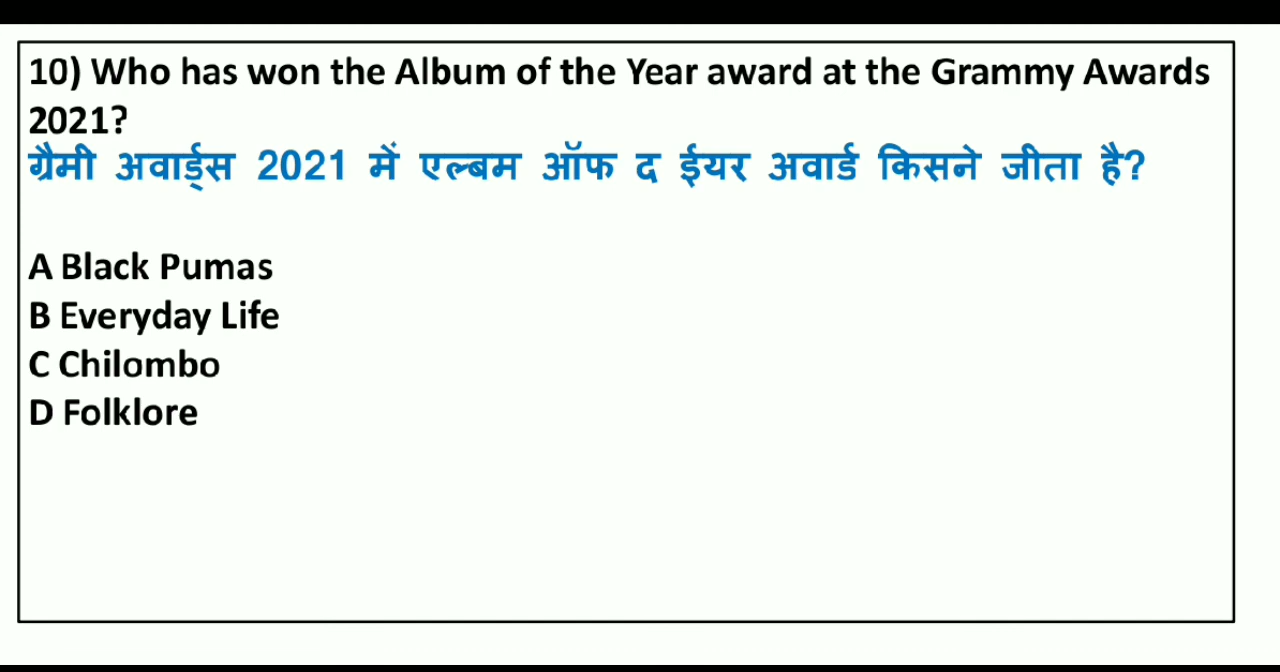 10) Who has won the Album of the Year award at the Grammy Awards
2021?
ग्रैमी अवार्ड्स 2021 में एल्बम ऑफ द ईयर अवार्ड किसने जीता है?
A Black Pumas
B Everyday Life
C Chilombo
D Folklore